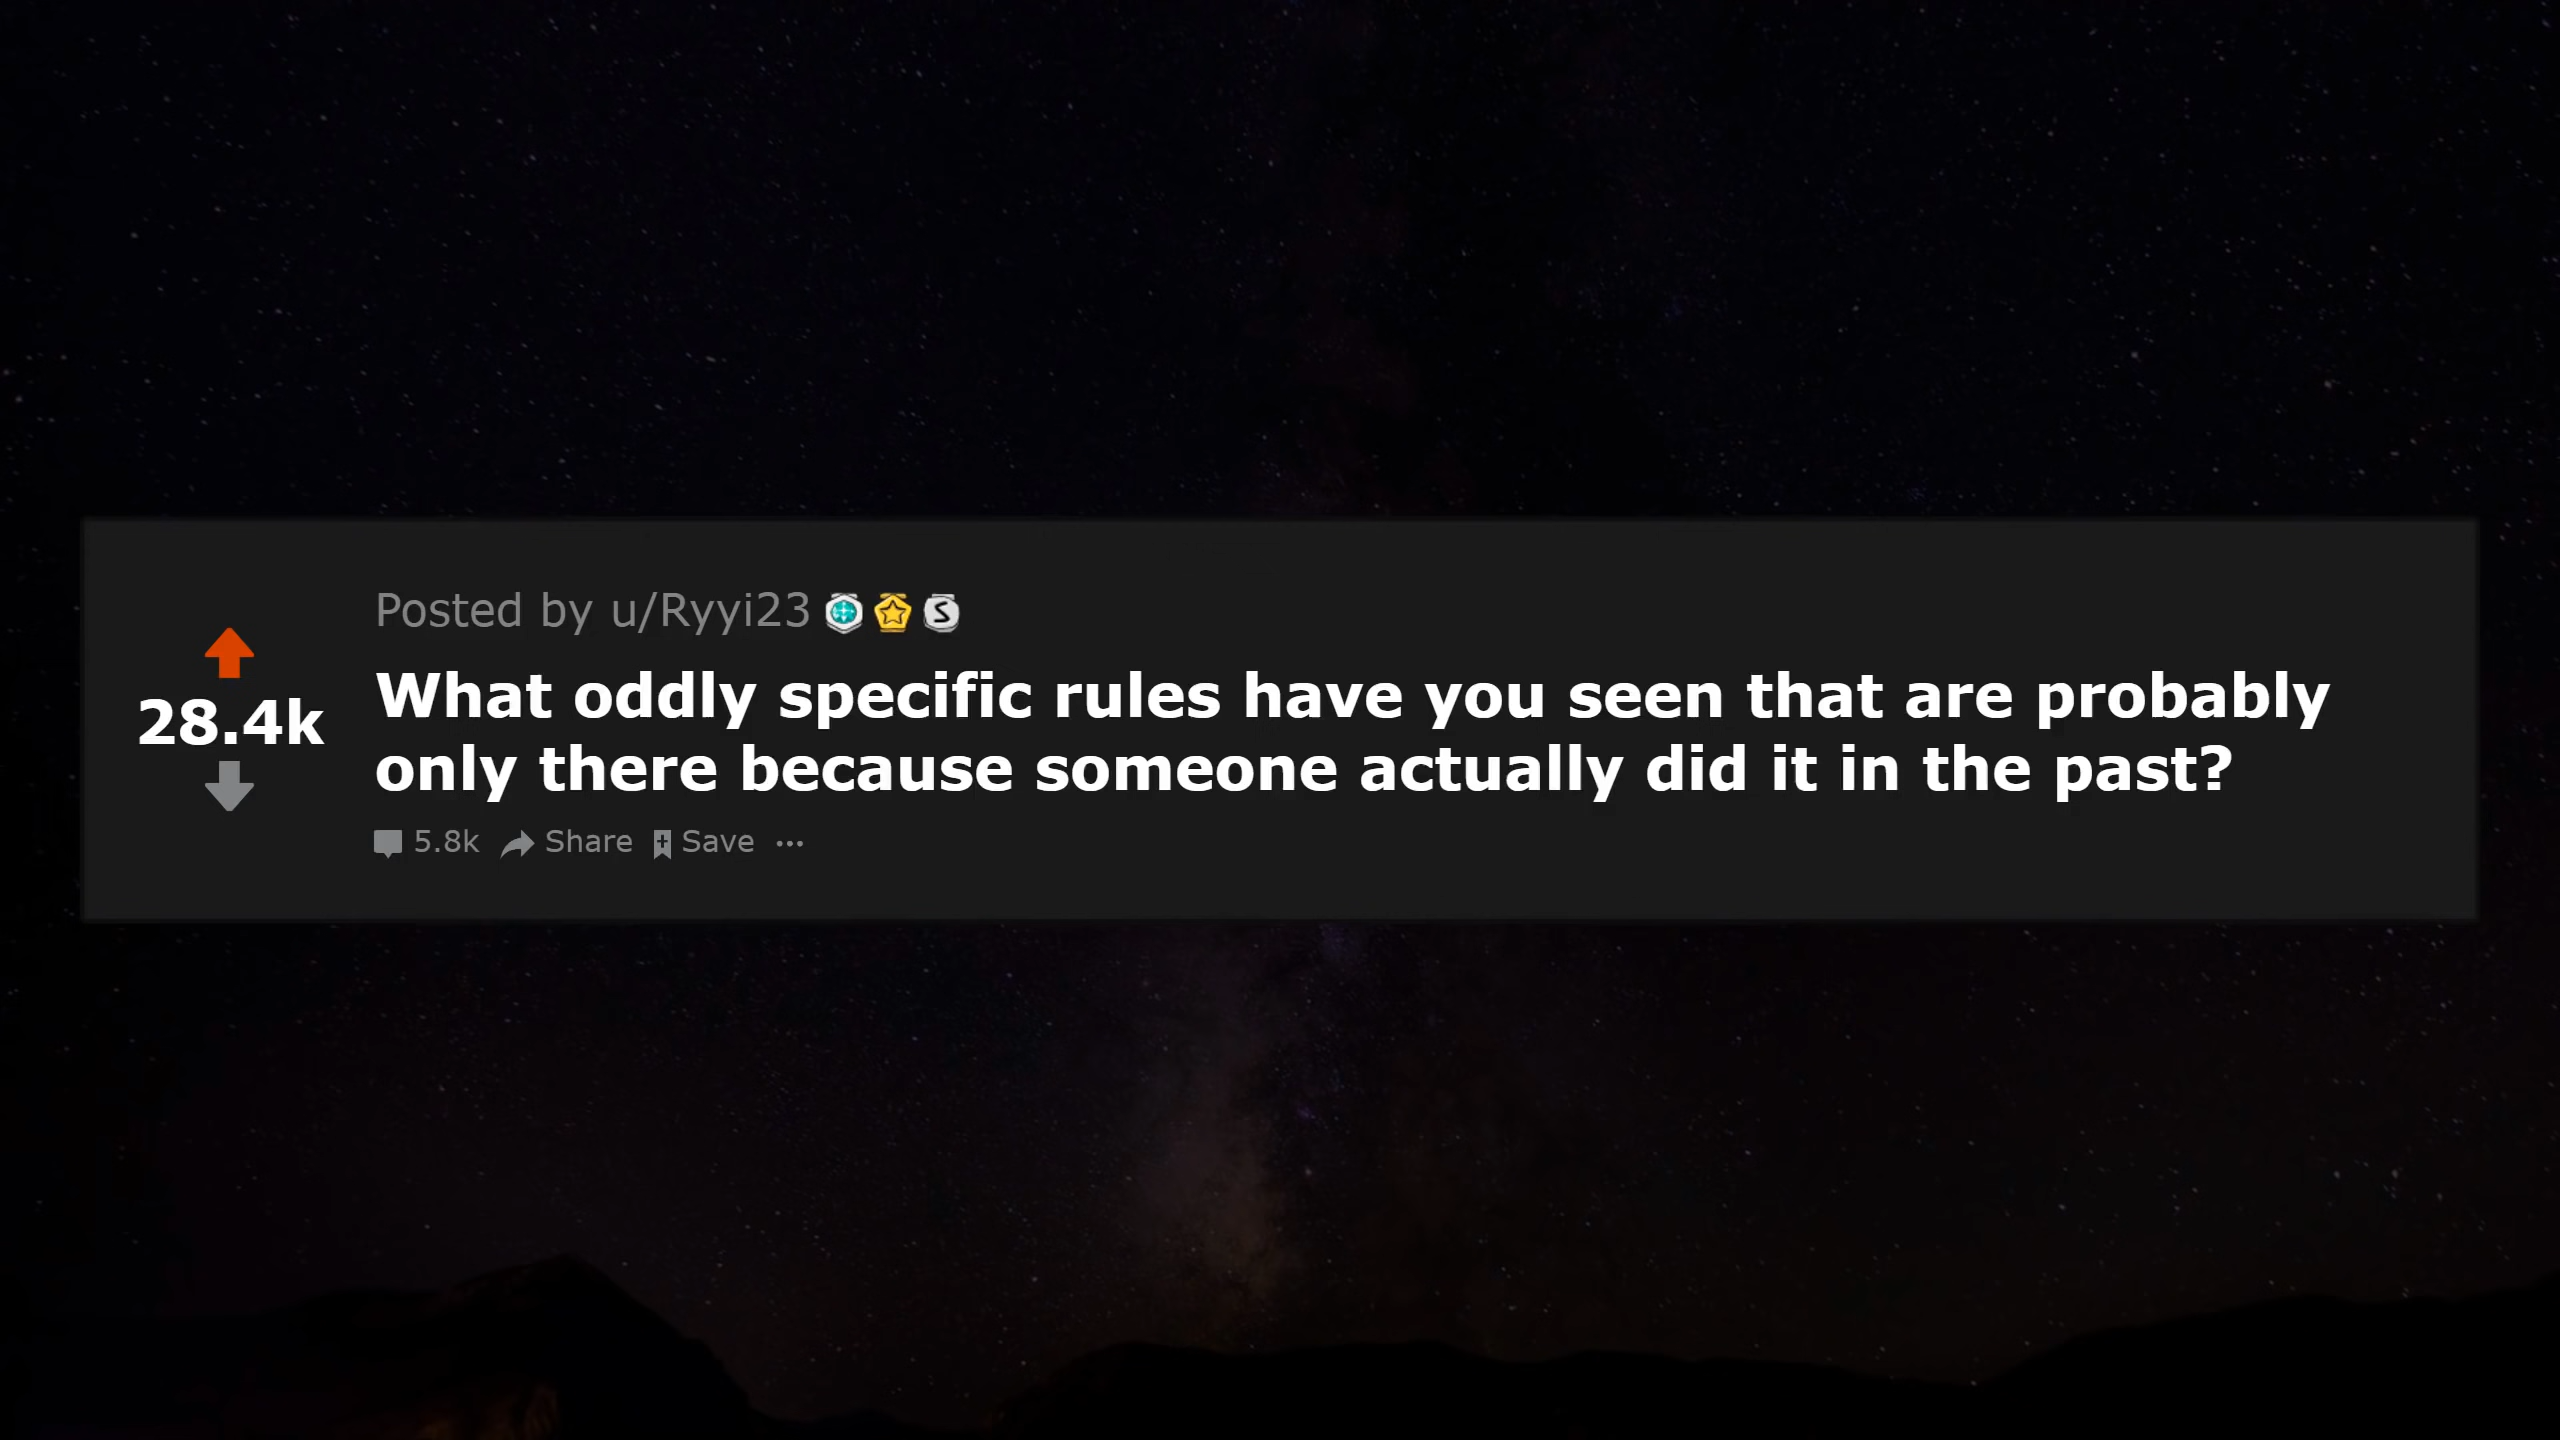 Posted by u/Ryyi23
28.4k
What oddly specific rules have you seen that are probably
only there because someone actually did it in the past?
5.8k Share Save ...